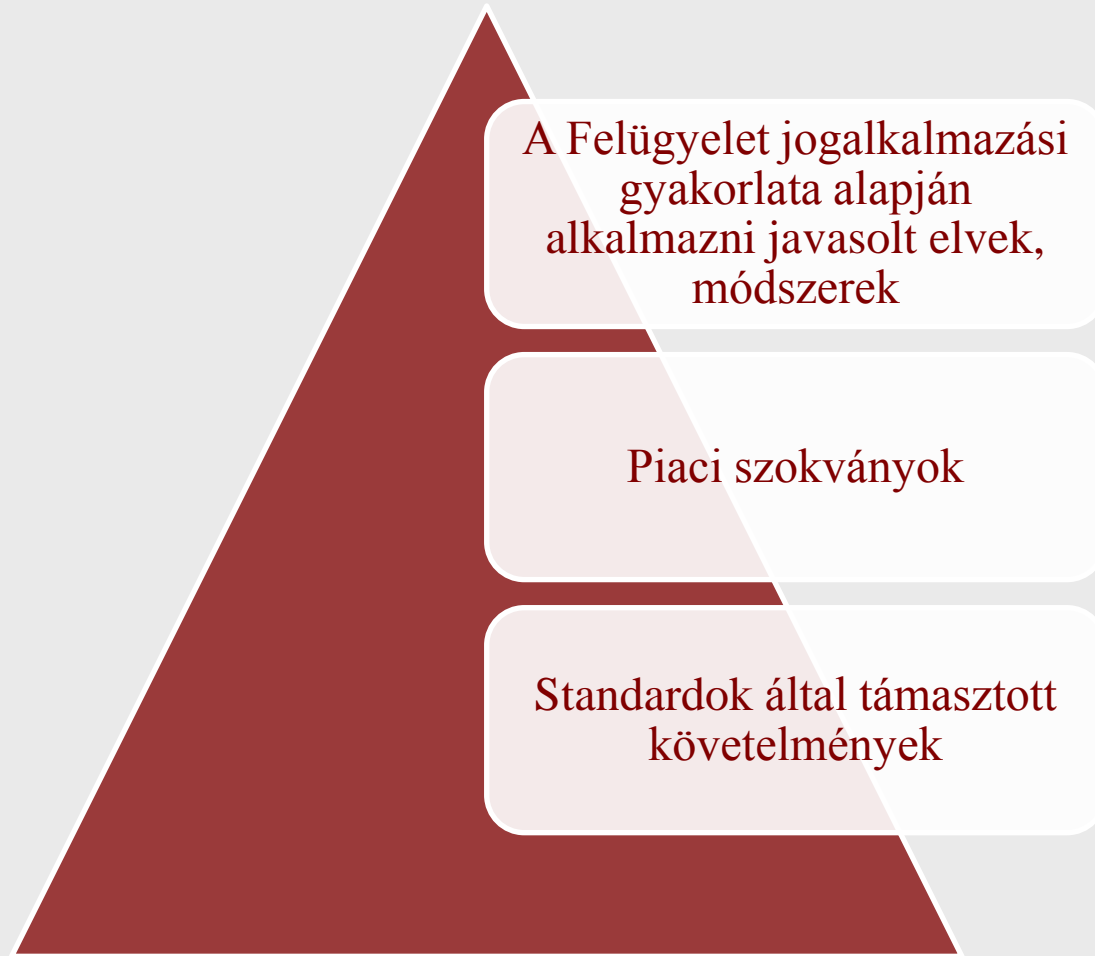 A Felügyelet jogalkalmazási
gyakorlata alapján
alkalmazni javasolt elvek,
módszerek
Piaci szokványok
Standardok által támasztott
követelmények